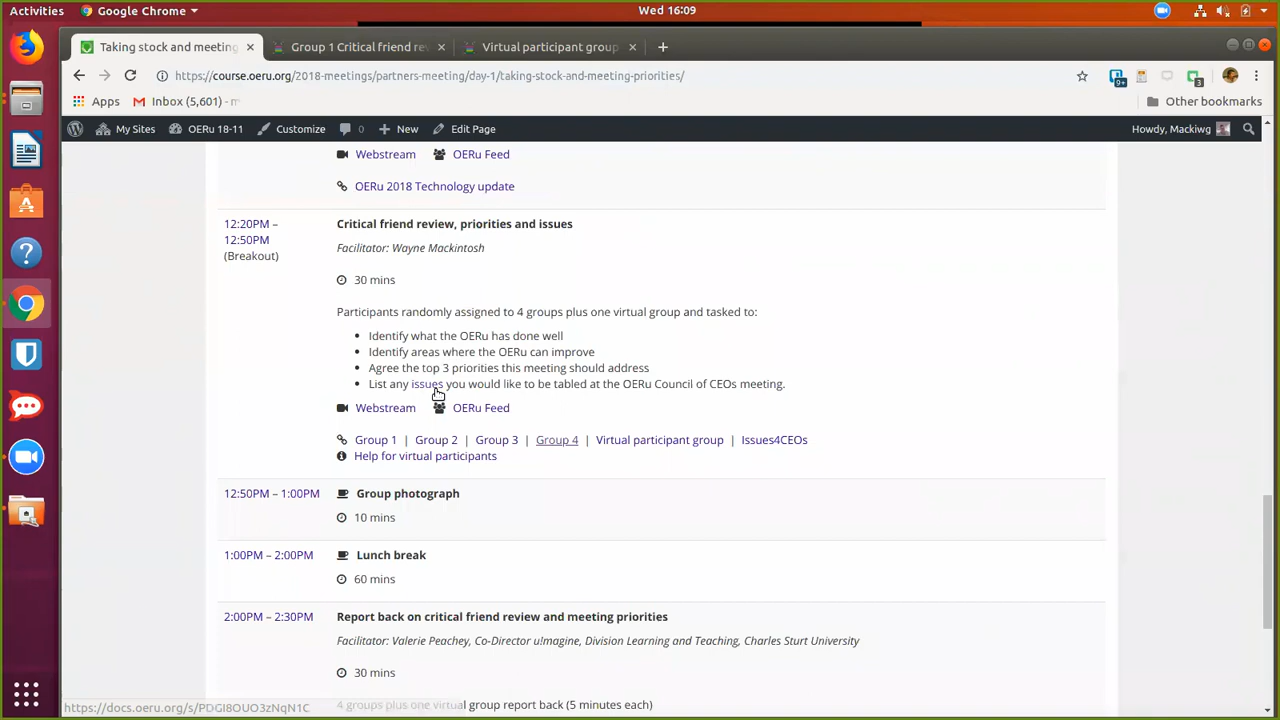 Activities Google Chrome Wed 16:09
Taking stock and meeting Group 1 Critical friend re Virtual participant group
https://course.oeru.org/2018-meetings/partners-meeting/day-1/taking-stock-and-meeting-priorities/ 9+ 3
Apps Inbox (5,601) - m Other bookmarks
My Sites OERu 18-11 Customize 0 New Edit Page Howdy, Mackiwg
Webstream OERu Feed
OERu 2018 Technology update
12:20PM –
12:50PM
(Breakout)
Critical friend review, priorities and issues
Facilitator: Wayne Mackintosh
30 mins
Participants randomly assigned to 4 groups plus one virtual group and tasked to:
• Identify what the OERu has done well
• Identify areas where the OERu can improve
• Agree the top 3 priorities this meeting should address
• List any issues you would like to be tabled at the OERu Council of CEOs meeting.
Webstream OERu Feed
Group 1 | Group 2 | Group 3 | Group 4 | Virtual participant group | Issues4CEOs
Help for virtual participants
12:50PM – 1:00PM Group photograph
10 mins
1:00PM – 2:00PM Lunch break
60 mins
2:00PM – 2:30PM Report back on critical friend review and meeting priorities
Facilitator: Valerie Peachey, Co-Director u!magine, Division Learning and Teaching, Charles Sturt University
30 mins
4 groups plus one virtual group report back (5 minutes each)
https://docs.oeru.org/s/PDGI8OUO3zNqN1C